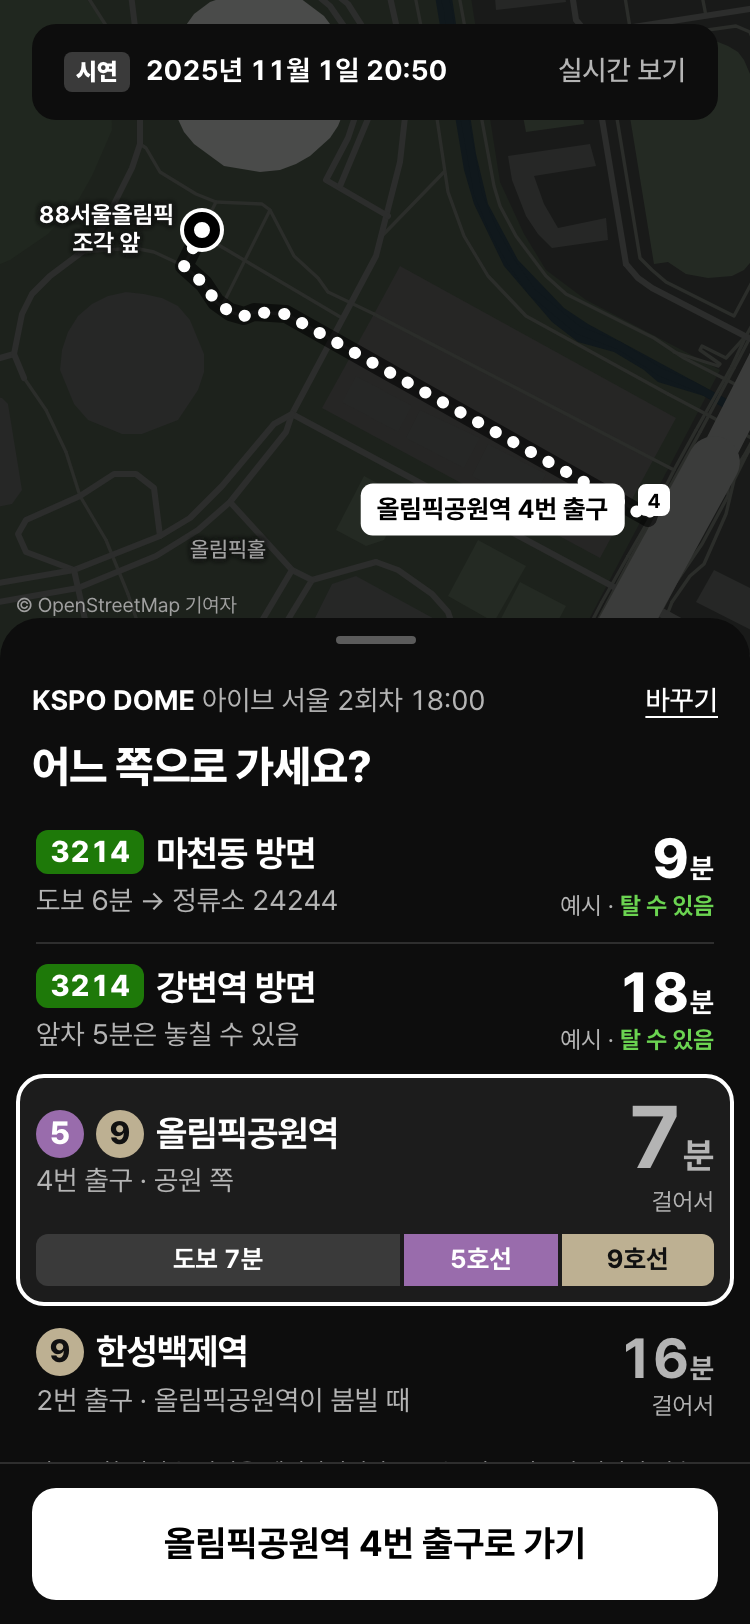 시연 2025년 11월 1일 20:50 실시간 보기
88서울올림픽
조각 앞
올림픽공원역 4번 출구
4
올림픽홀
© OpenStreetMap 기여자
KSPO DOME 아이브 서울 2회차 18:00 바꾸기
어느 쪽으로 가세요?
3214 마천동 방면 9분
도보 6분 → 정류소 24244 예시 · 탈 수 있음
3214 강변역 방면 18분
앞차 5분은 놓칠 수 있음 예시 · 탈 수 있음
5 9 올림픽공원역 7분
4번 출구 · 공원 쪽 걸어서
도보 7분 5호선 9호선
9 한성백제역 16분
2번 출구 · 올림픽공원역이 붐빌 때 걸어서
올림픽공원역 4번 출구로 가기